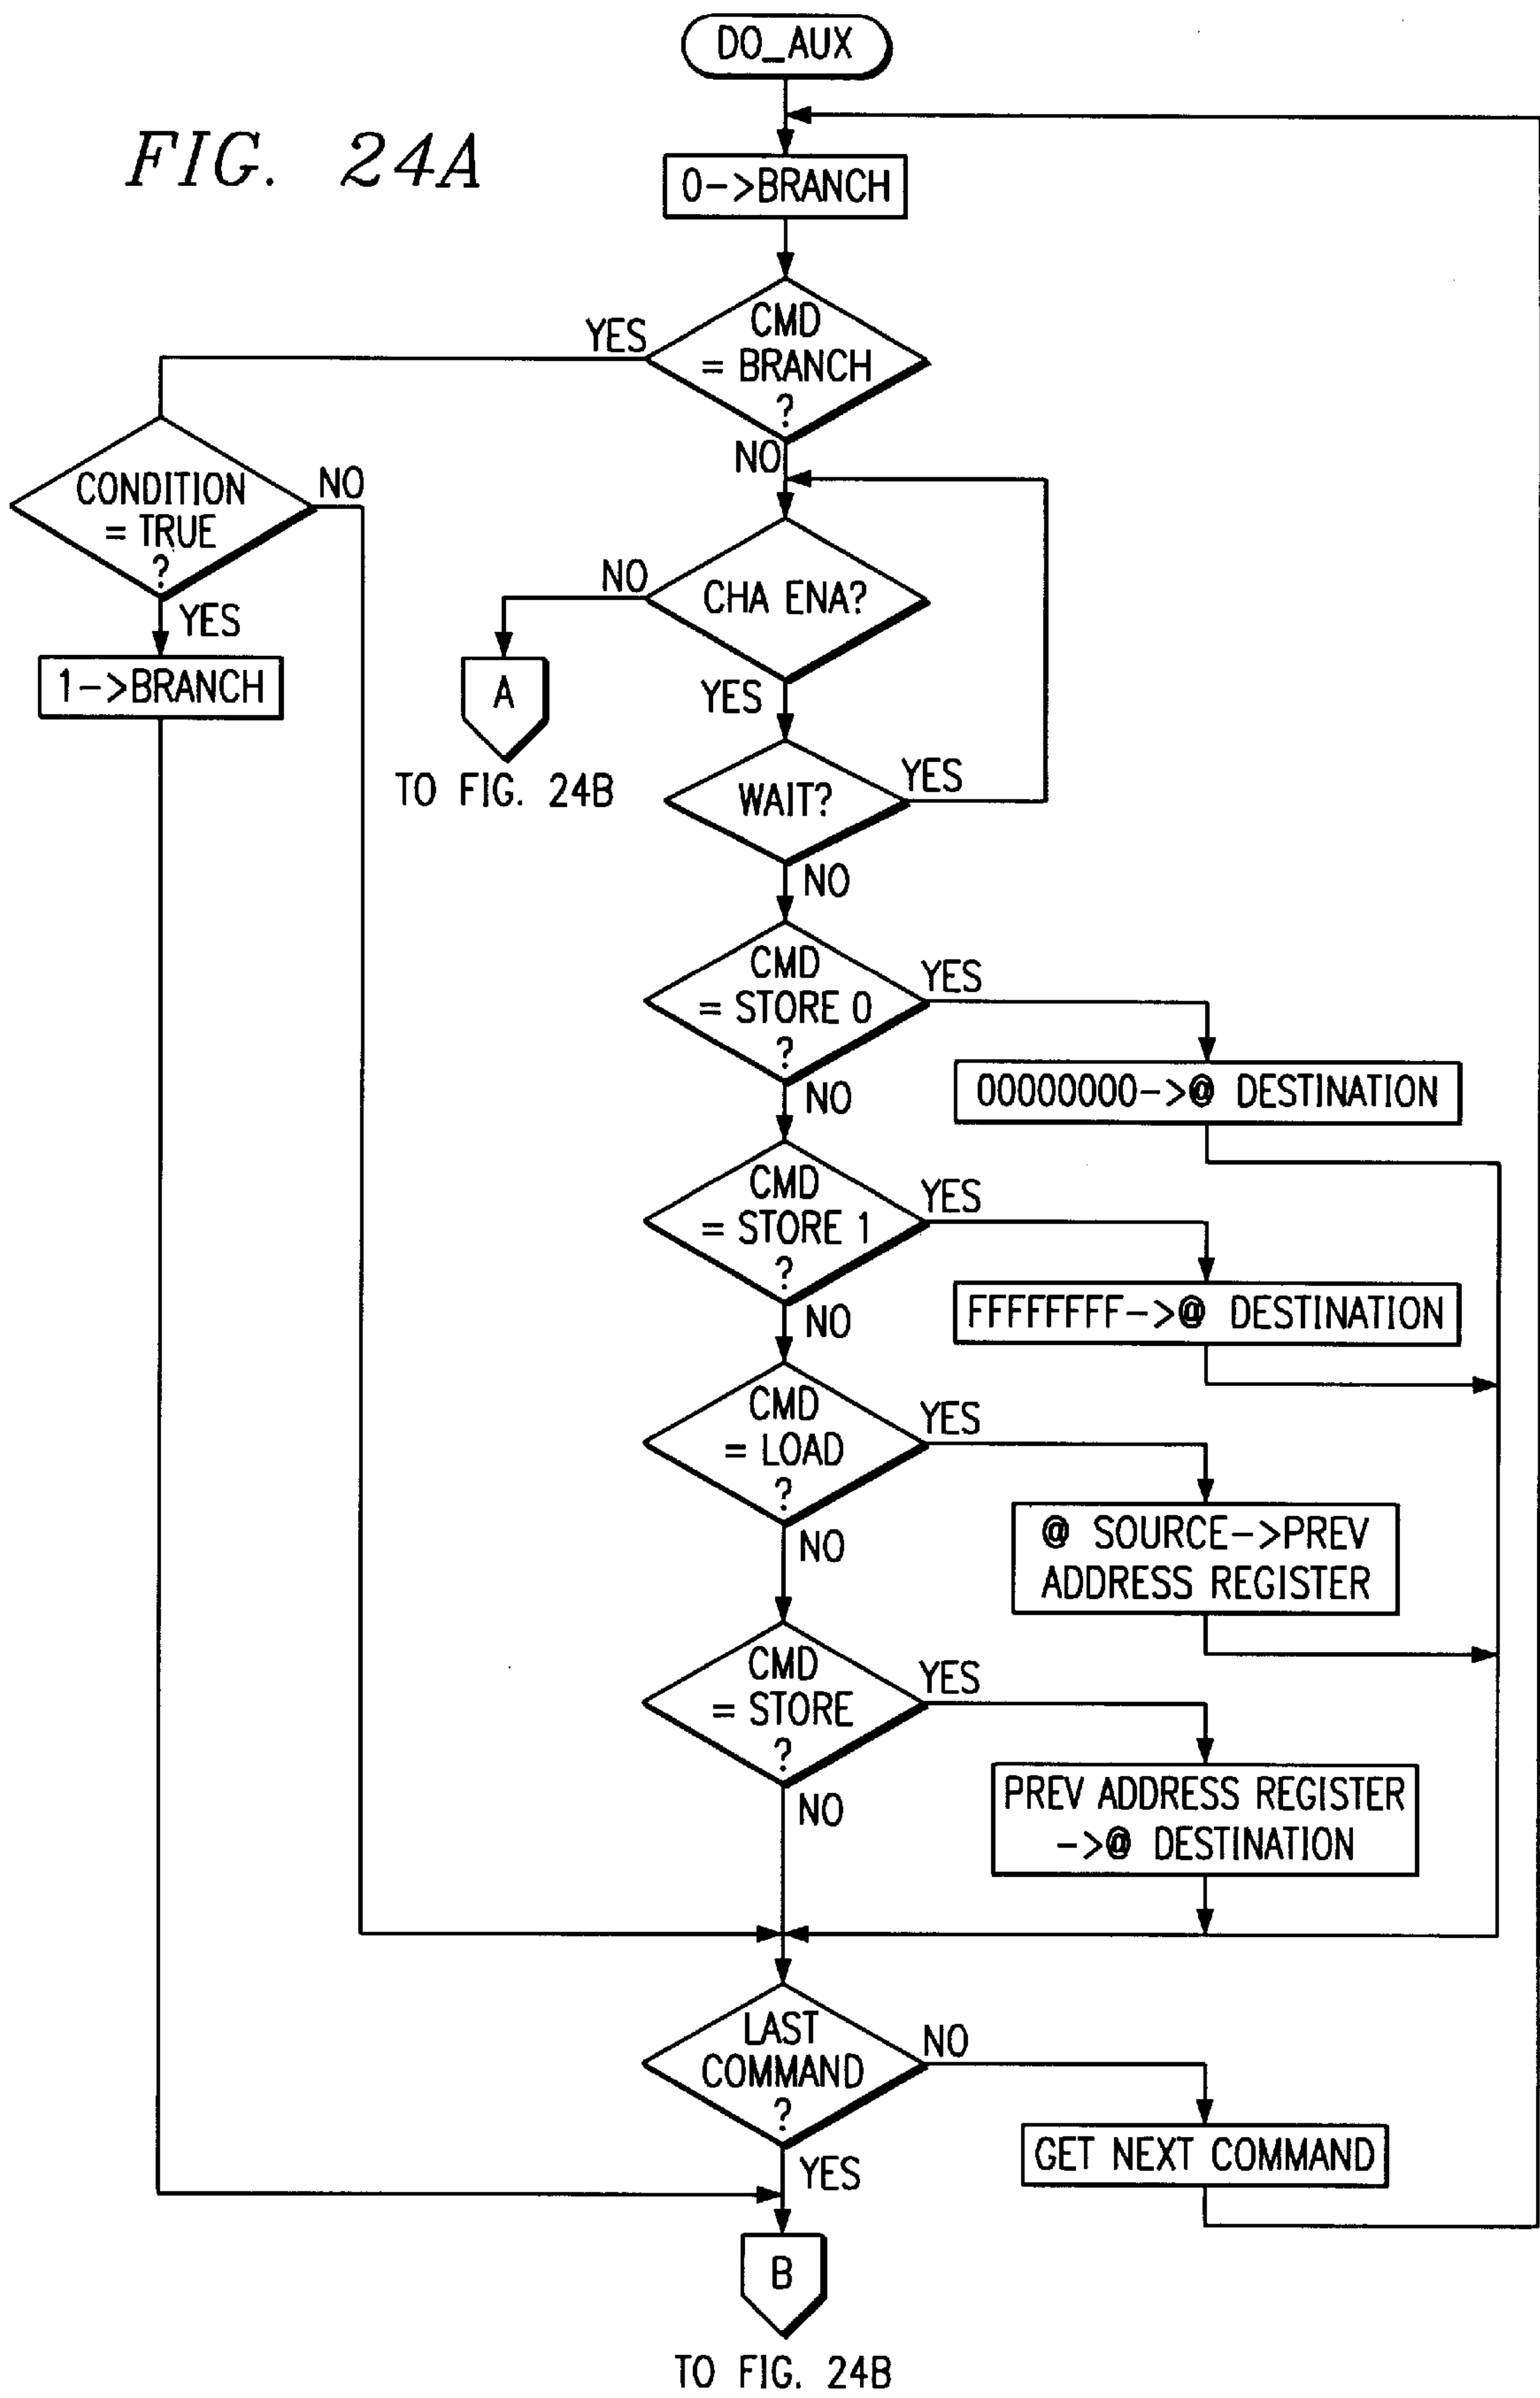 DO_AUX
FIG. 24A
0->BRANCH
CMD
= BRANCH
?
YES
NO
CONDITION
= TRUE
?
NO
YES
1->BRANCH
CHA ENA?
NO
YES
A
TO FIG. 24B
WAIT?
YES
NO
CMD
= STORE 0
?
YES
NO
00000000->@ DESTINATION
CMD
= STORE 1
?
YES
NO
FFFFFFFF->@ DESTINATION
CMD
= LOAD
?
YES
NO
@ SOURCE->PREV
ADDRESS REGISTER
CMD
= STORE
?
YES
NO
PREV ADDRESS REGISTER
->@ DESTINATION
LAST
COMMAND
?
NO
YES
GET NEXT COMMAND
B
TO FIG. 24B